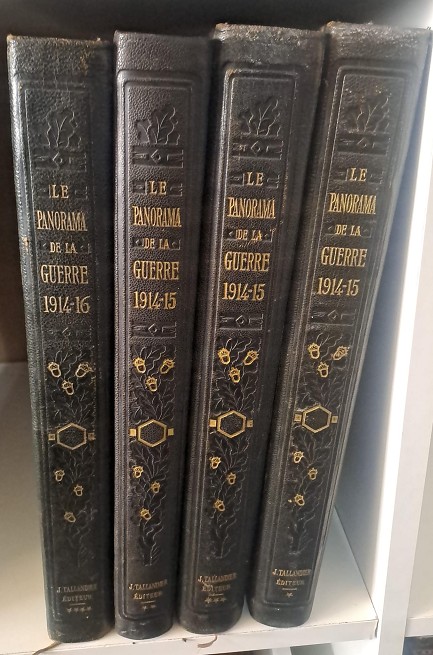 LE
PANORAMA
DE LA
GUERRE
1914-16
J. TALLANDIER
ÉDITEUR
****
LE
PANORAMA
DE LA
GUERRE
1914-15
J. TALLANDIER
ÉDITEUR
**
LE
PANORAMA
DE LA
GUERRE
1914-15
J. TALLANDIER
ÉDITEUR
***
LE
PANORAMA
DE LA
GUERRE
1914-15
J. TALLANDIER
ÉDITEUR
*